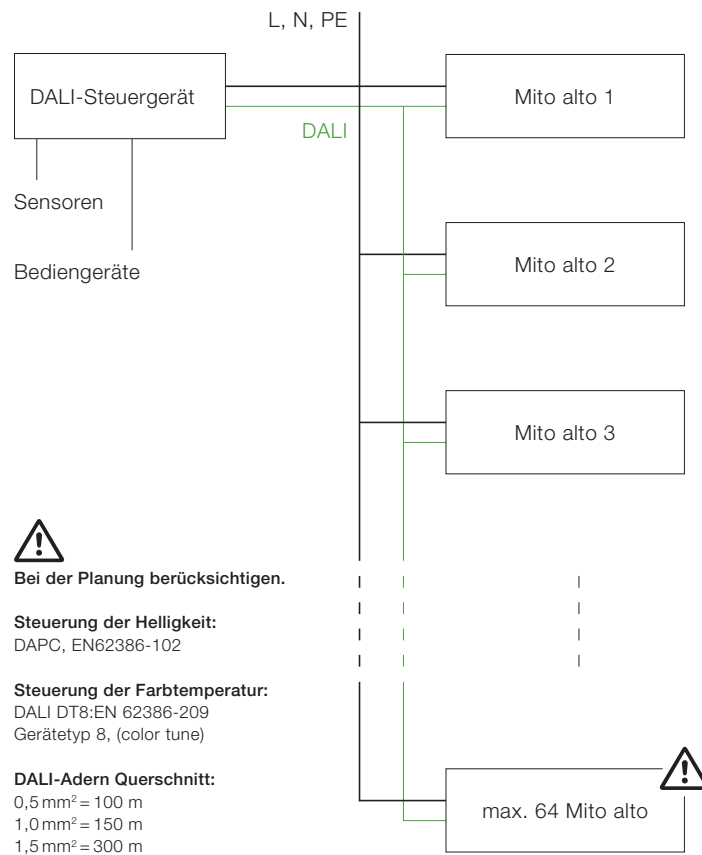 L, N, PE
DALI-Steuergerät
Mito alto 1
DALI
Sensoren
Mito alto 2
Bediengeräte
Mito alto 3
Bei der Planung berücksichtigen.
Steuerung der Helligkeit:
DAPC, EN62386-102
Steuerung der Farbtemperatur:
DALI DT8:EN 62386-209
Gerätetyp 8, (color tune)
DALI-Adern Querschnitt:
0,5 mm² = 100 m
1,0 mm² = 150 m
1,5 mm² = 300 m
max. 64 Mito alto